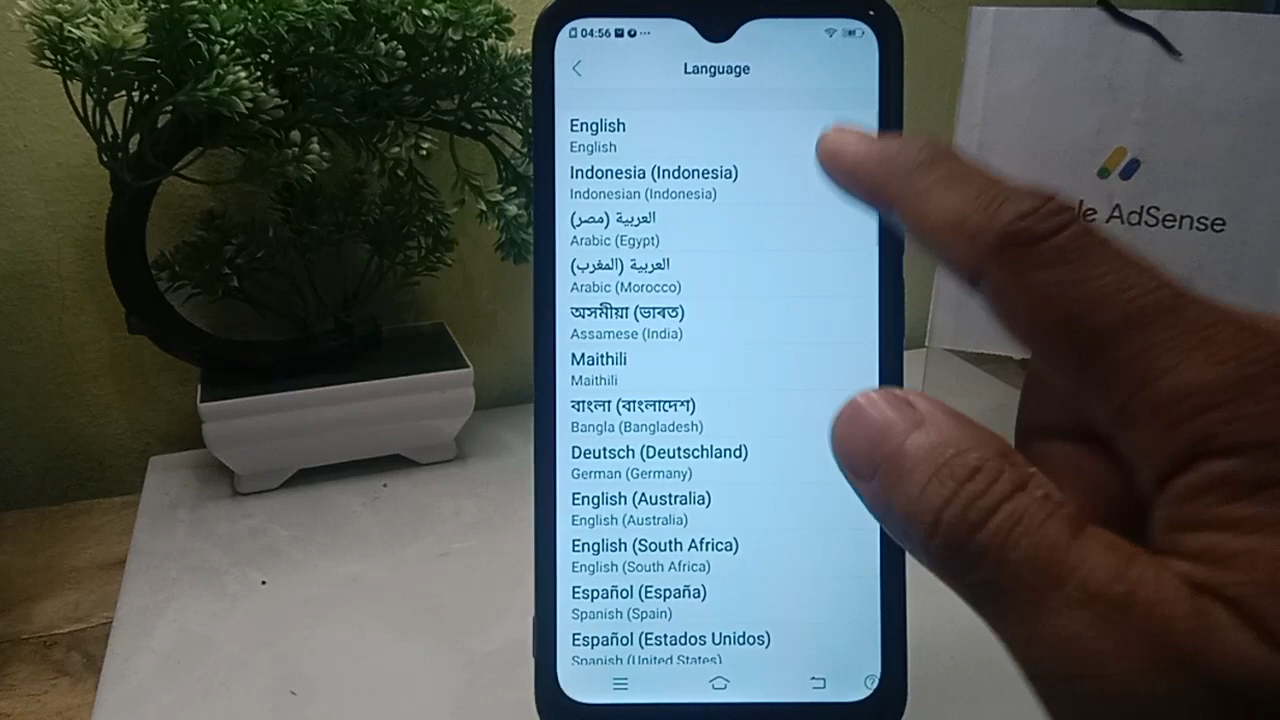 04:56
Language
English
English
Indonesia (Indonesia)
Indonesian (Indonesia)
العربية (مصر)
Arabic (Egypt)
العربية (المغرب)
Arabic (Morocco)
অসমীয়া (ভাৰত)
Assamese (India)
Maithili
Maithili
বাংলা (বাংলাদেশ)
Bangla (Bangladesh)
Deutsch (Deutschland)
German (Germany)
English (Australia)
English (Australia)
English (South Africa)
English (South Africa)
Español (España)
Spanish (Spain)
Español (Estados Unidos)
Spanish (United States)
le AdSense